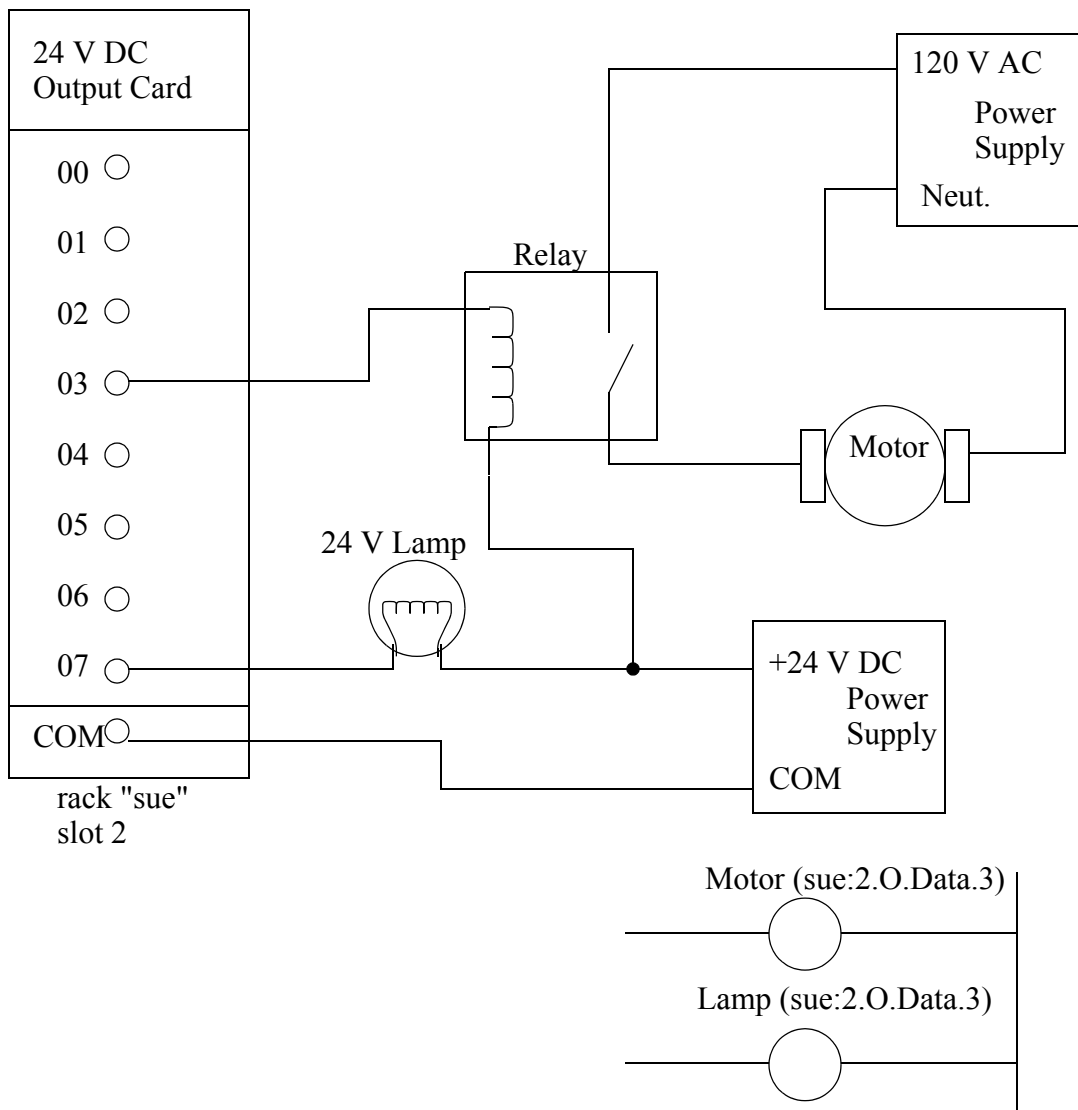 24 V DC
Output Card
00
01
02
03
04
05
06
07
COM
rack "sue"
slot 2
Relay
24 V Lamp
120 V AC
Power
Supply
Neut.
Motor
+24 V DC
Power
Supply
COM
Motor (sue:2.O.Data.3)
Lamp (sue:2.O.Data.3)